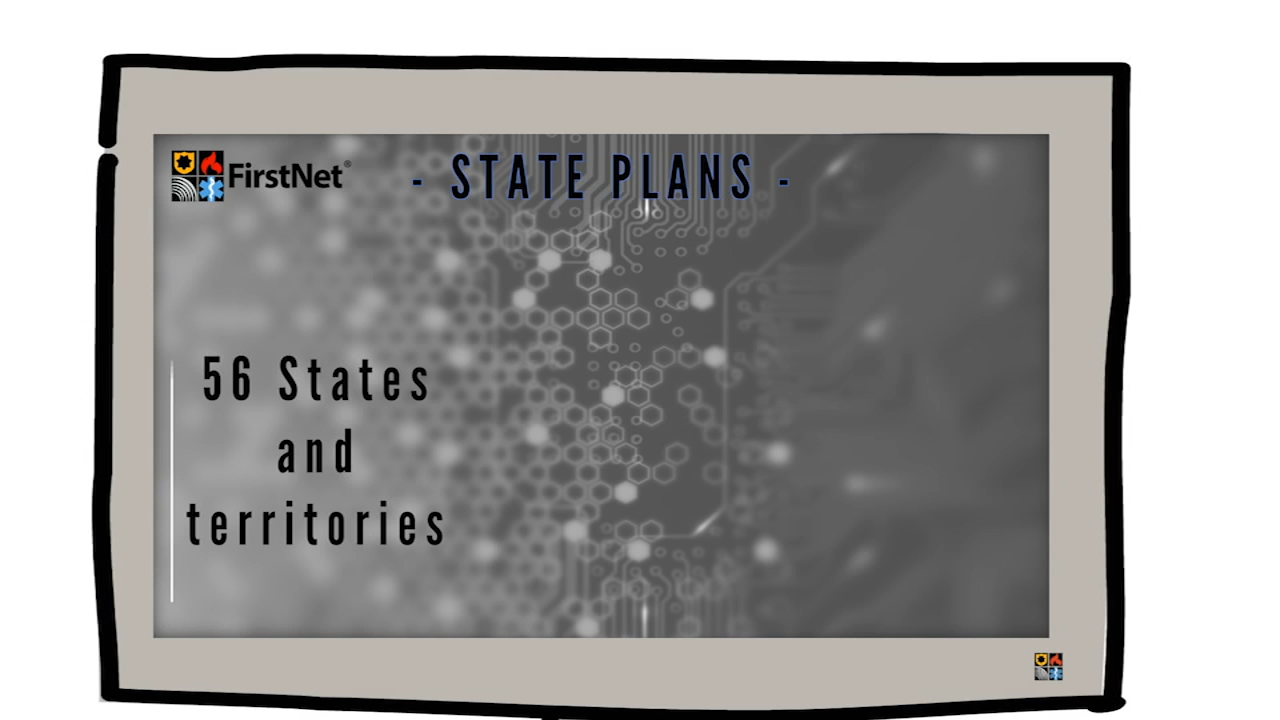 FirstNet®
- STATE PLANS -
56 States
and
territories